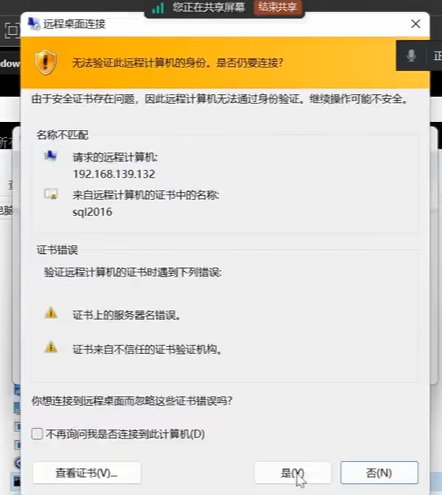 您正在共享屏幕 结束共享
远程桌面连接
无法验证此远程计算机的身份。是否仍要连接?
由于安全证书存在问题，因此远程计算机无法通过身份验证。继续操作可能不安全。
名称不匹配
请求的远程计算机:
192.168.139.132
来自远程计算机的证书中的名称:
sql2016
证书错误
验证远程计算机的证书时遇到下列错误:
证书上的服务器名错误。
证书来自不信任的证书验证机构。
你想连接到远程桌面而忽略这些证书错误吗?
不再询问我是否连接到此计算机(D)
查看证书(V)... 是(Y) 否(N)